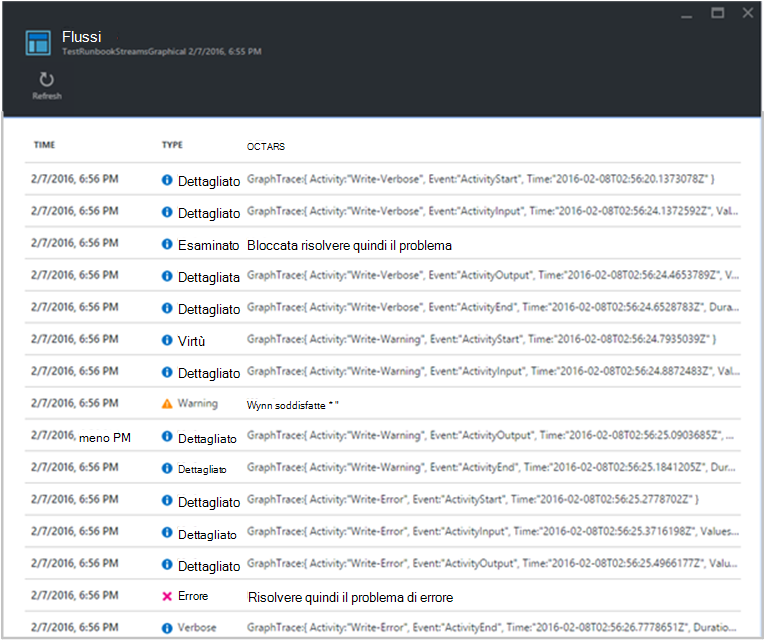 Flussi
TestRunbookStreamsGraphical 2/7/2016, 6:55 PM
Refresh
TIME TYPE OCTARS
2/7/2016, 6:56 PM Dettagliato GraphTrace:{ Activity:"Write-Verbose", Event:"ActivityStart", Time:"2016-02-08T02:56:20.1373078Z" }
2/7/2016, 6:56 PM Dettagliato GraphTrace:{ Activity:"Write-Verbose", Event:"ActivityInput", Time:"2016-02-08T02:56:24.1372592Z", Val...
2/7/2016, 6:56 PM Esaminato Bloccata risolvere quindi il problema
2/7/2016, 6:56 PM Dettagliata GraphTrace:{ Activity:"Write-Verbose", Event:"ActivityOutput", Time:"2016-02-08T02:56:24.4653789Z", V...
2/7/2016, 6:56 PM Dettagliato GraphTrace:{ Activity:"Write-Verbose", Event:"ActivityEnd", Time:"2016-02-08T02:56:24.6528783Z", Dura...
2/7/2016, 6:56 PM Virtù GraphTrace:{ Activity:"Write-Warning", Event:"ActivityStart", Time:"2016-02-08T02:56:24.7935039Z" }
2/7/2016, 6:56 PM Dettagliato GraphTrace:{ Activity:"Write-Warning", Event:"ActivityInput", Time:"2016-02-08T02:56:24.8872483Z", Val...
2/7/2016, 6:56 PM Warning Wynn soddisfatte * "
2/7/2016, meno PM Dettagliato GraphTrace:{ Activity:"Write-Warning", Event:"ActivityOutput", Time:"2016-02-08T02:56:25.0903685Z", ...
2/7/2016, 6:56 PM Dettagliato GraphTrace:{ Activity:"Write-Warning", Event:"ActivityEnd", Time:"2016-02-08T02:56:25.1841205Z", Dur...
2/7/2016, 6:56 PM Dettagliato GraphTrace:{ Activity:"Write-Error", Event:"ActivityStart", Time:"2016-02-08T02:56:25.2778702Z" }
2/7/2016, 6:56 PM Dettagliato GraphTrace:{ Activity:"Write-Error", Event:"ActivityInput", Time:"2016-02-08T02:56:25.3716198Z", Values...
2/7/2016, 6:56 PM Dettagliato GraphTrace:{ Activity:"Write-Error", Event:"ActivityOutput", Time:"2016-02-08T02:56:25.4966177Z", Valu...
2/7/2016, 6:56 PM Errore Risolvere quindi il problema di errore
2/7/2016, 6:56 PM Verbose GraphTrace:{ Activity:"Write-Error", Event:"ActivityEnd", Time:"2016-02-08T02:56:26.7778651Z", Duratio...